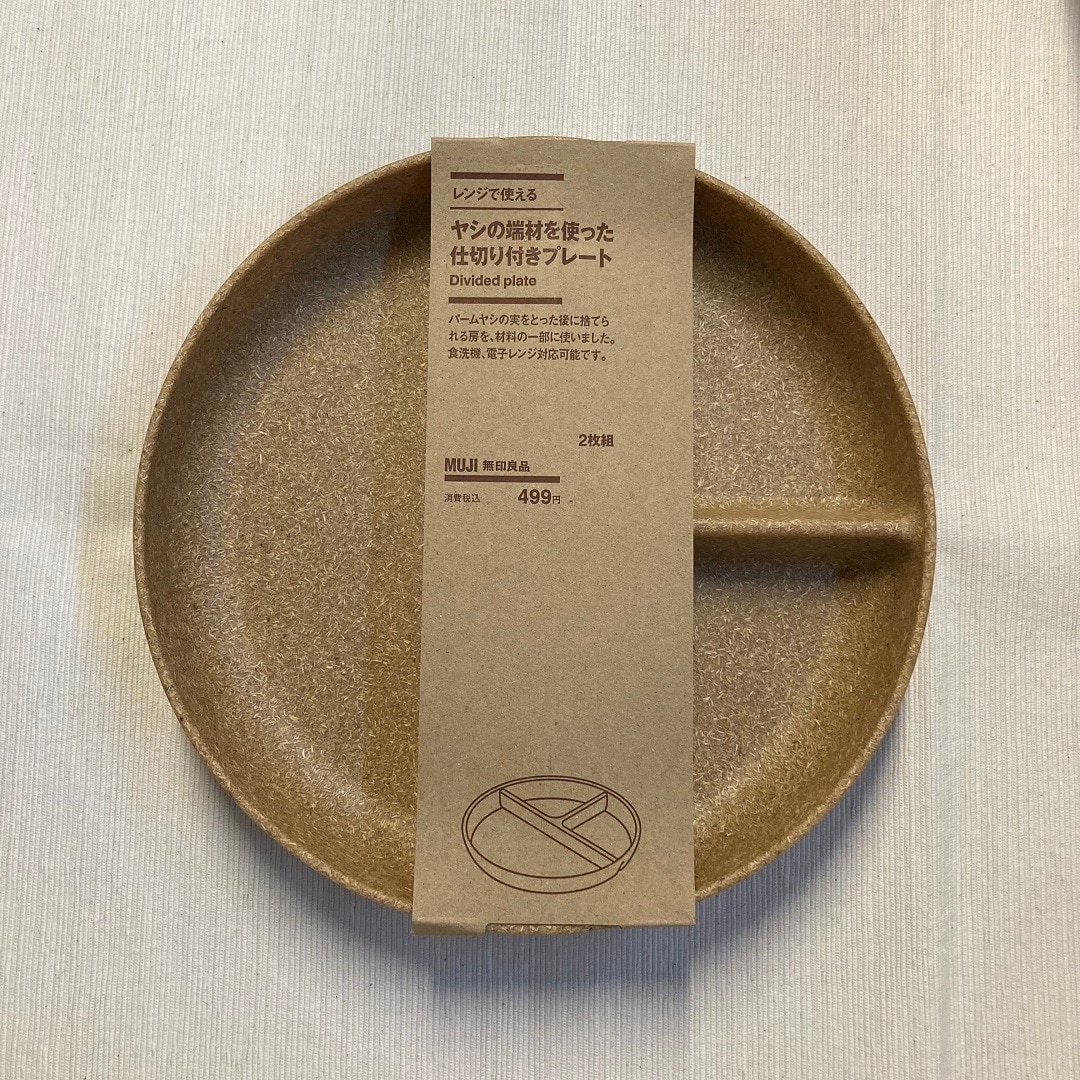 レンジで使える
ヤシの端材を使った
仕切り付きプレート
Divided plate
パームヤシの実をとった後に捨てら
れる房を、材料の一部に使いました。
食洗機、電子レンジ対応可能です。
2枚組
MUJI 無印良品
消費税込 499円